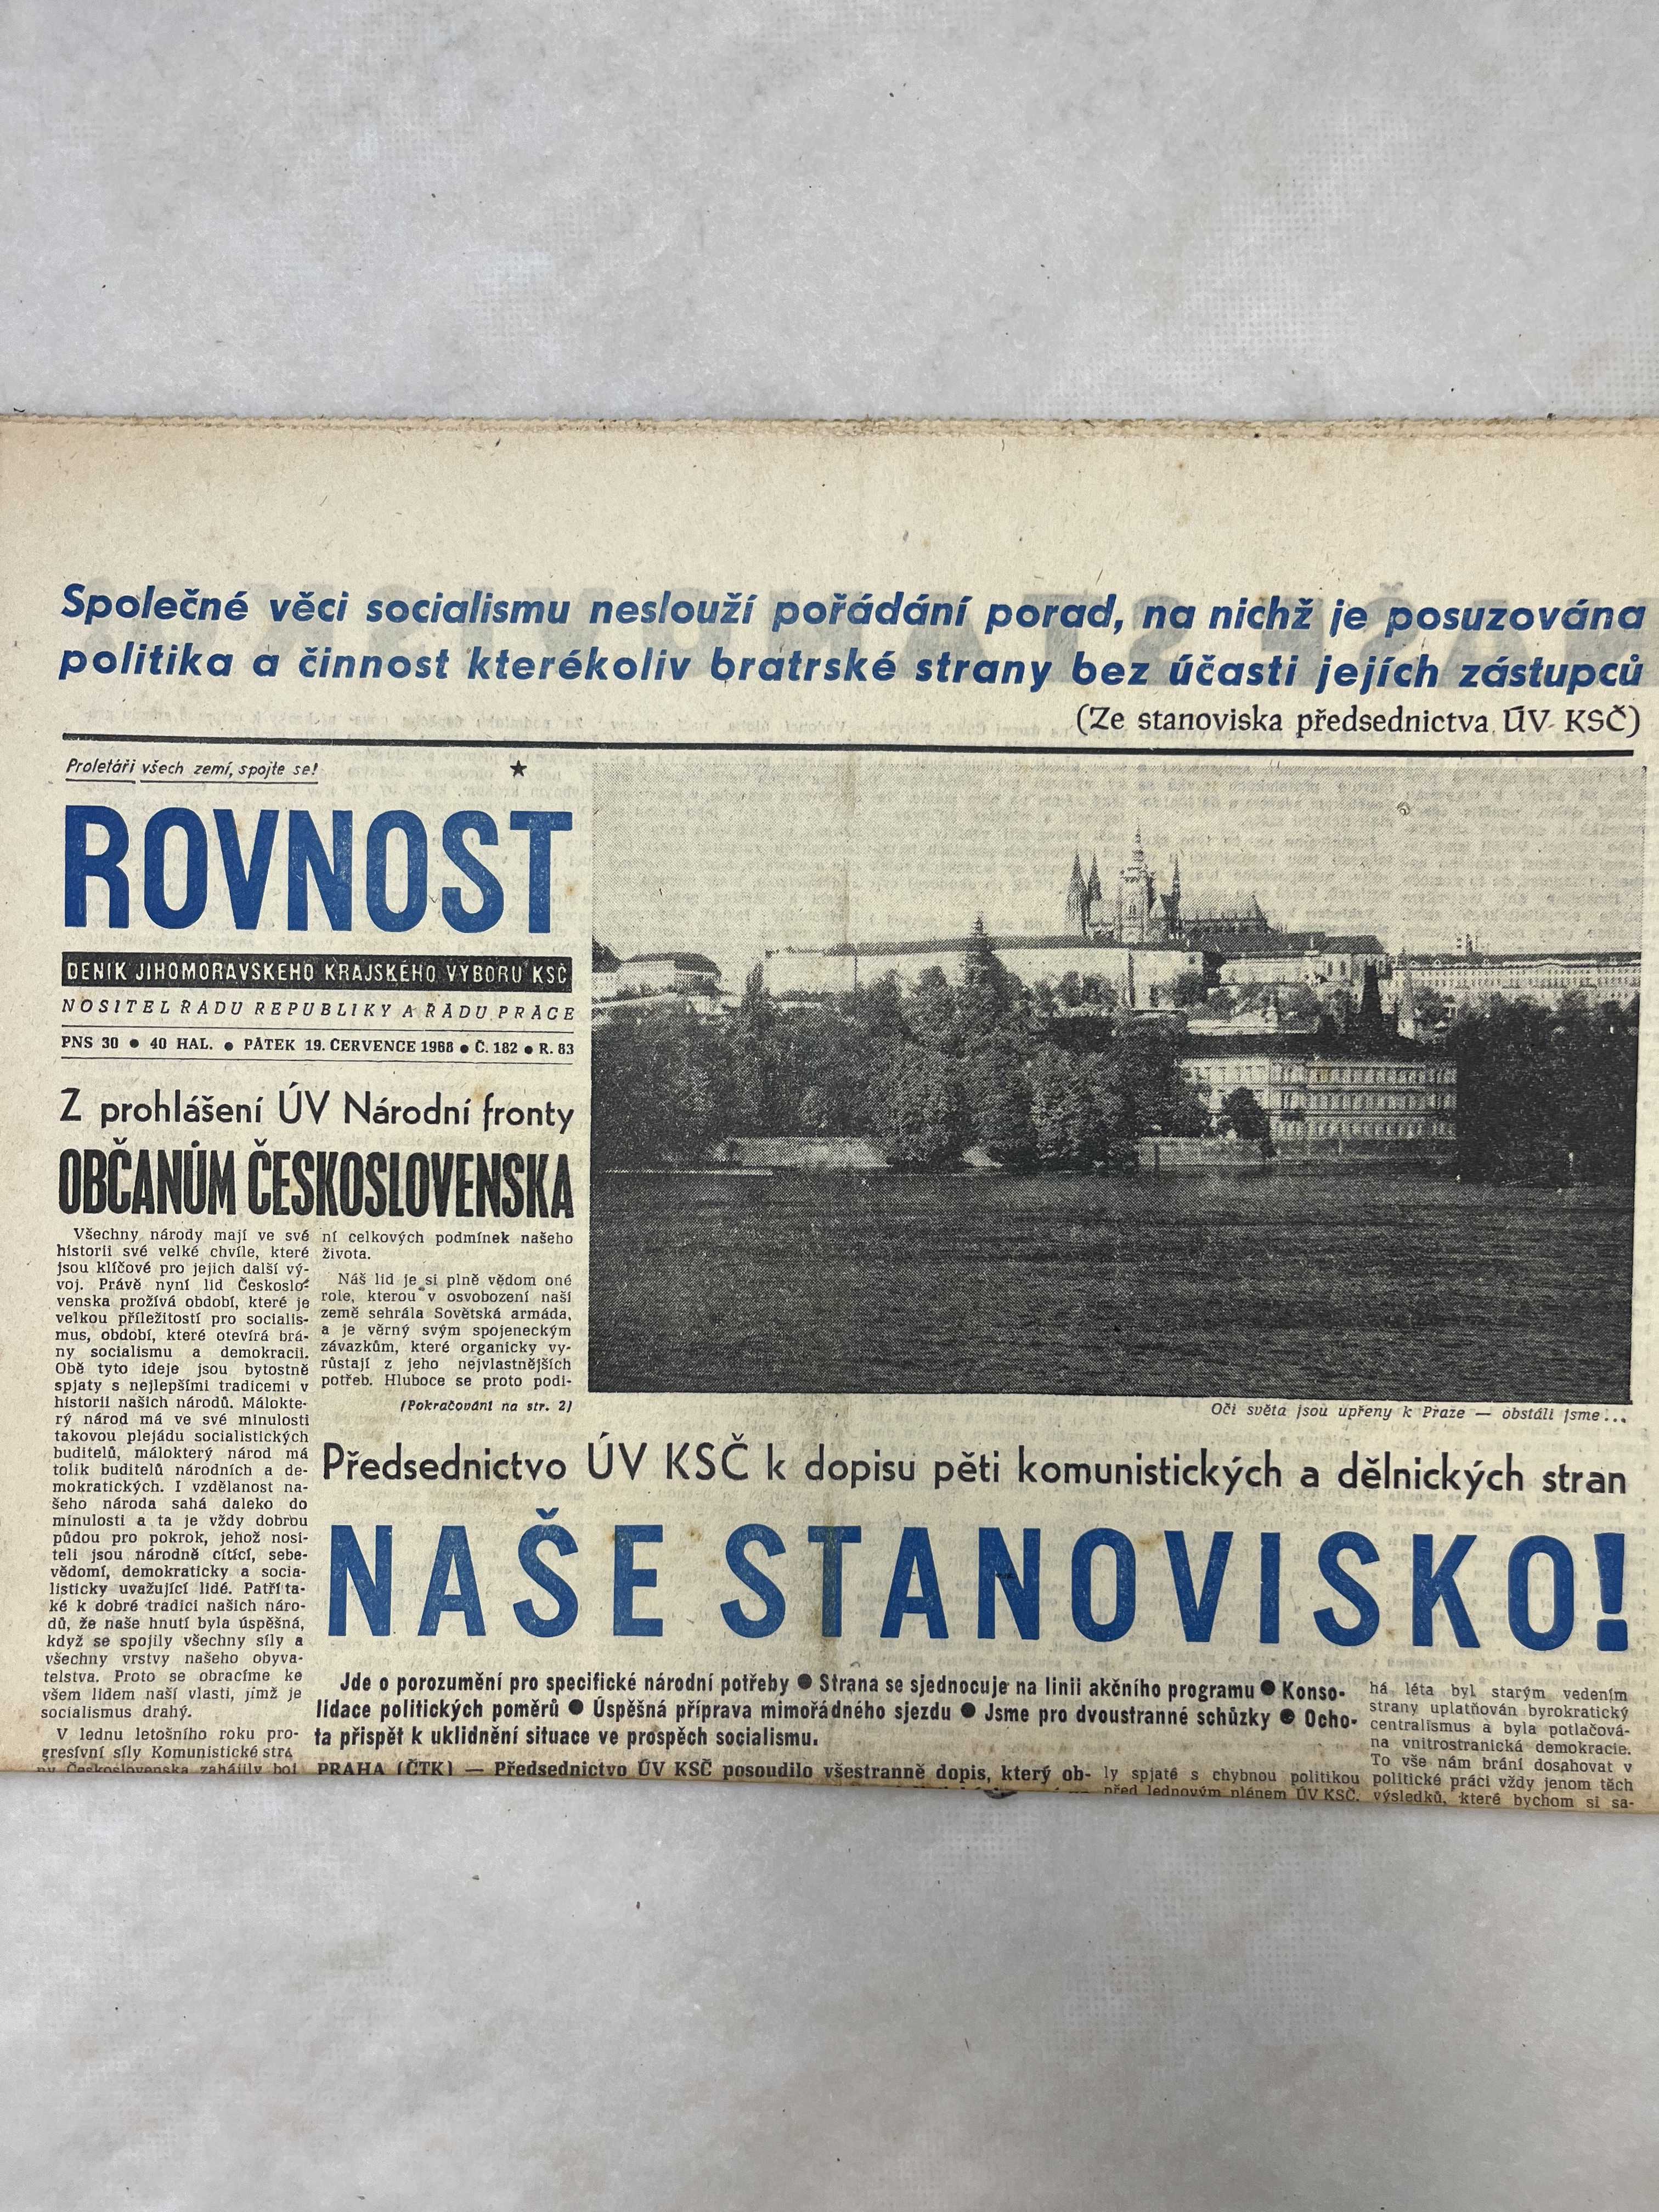 Společné věci socialismu neslouží pořádání porad, na nichž je posuzována
politika a činnost kterékoliv bratrské strany bez účasti jejích zástupců
(Ze stanoviska předsednictva ÚV KSČ)
Proletáři všech zemí, spojte se!
ROVNOST
DENÍK JIHOMORAVSKÉHO KRAJSKÉHO VÝBORU KSČ
NOSITEL ŘÁDU REPUBLIKY A ŘÁDU PRÁCE
PNS 30 ● 40 HAL. ● PÁTEK 19. ČERVENCE 1968 ● Č. 182 ● R. 83
Z prohlášení ÚV Národní fronty
OBČANŮM ČESKOSLOVENSKA
Všechny národy mají ve své
historii své velké chvíle, které
jsou klíčové pro jejich další vý-
voj. Právě nyní lid Českoslo-
venska prožívá období, které je
velkou příležitostí pro socialis-
mus, období, které otevírá brá-
ny socialismu a demokracii.
Obě tyto ideje jsou bytostně
spjaty s nejlepšími tradicemi v
historii našich národů. Málokte-
rý národ má ve své minulosti
takovou plejádu socialistických
buditelů, málokterý národ má
tolik buditelů národních a de-
mokratických. I vzdělanost na-
šeho národa sahá daleko do
minulosti a ta je vždy dobrou
půdou pro pokrok, jehož nosi-
teli jsou národně cítící, sebe-
vědomí, demokraticky a socia-
listicky uvažující lidé. Patří ta-
ké k dobré tradici našich náro-
dů, že naše hnutí byla úspěšná,
když se spojily všechny síly a
všechny vrstvy našeho obyva-
telstva. Proto se obracíme ke
všem lidem naší vlasti, jimž je
socialismus drahý.
V lednu letošního roku pro-
gresívní síly Komunistické stra
ny Československa zahájily boj
ní celkových podmínek našeho
života.
Náš lid je si plně vědom oné
role, kterou v osvobození naší
země sehrála Sovětská armáda,
a je věrný svým spojeneckým
závazkům, které organicky vy-
růstají z jeho nejvlastnějších
potřeb. Hluboce se proto podi-
(Pokračování na str. 2)
Oči světa jsou upřeny k Praze — obstáli jsme...
Předsednictvo ÚV KSČ k dopisu pěti komunistických a dělnických stran
NAŠE STANOVISKO!
Jde o porozumění pro specifické národní potřeby ● Strana se sjednocuje na linii akčního programu ● Konso-
lidace politických poměrů ● Úspěšná příprava mimořádného sjezdu ● Jsme pro dvoustranné schůzky ● Ocho-
ta přispět k uklidnění situace ve prospěch socialismu.
PRAHA (ČTK) — Předsednictvo ÚV KSČ posoudilo všestranně dopis, který ob-
ly spjaté s chybnou politikou
před lednovým plénem ÚV KSČ.
há léta byl starým vedením
strany uplatňován byrokratický
centralismus a byla potlačová-
na vnitrostranická demokracie.
To vše nám brání dosahovat v
politické práci vždy jenom těch
výsledků, které bychom si sa-